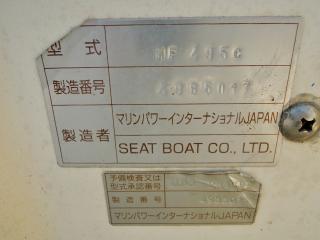 型式 MF-495C
製造番号
製造者 マリンパワーインターナショナルJAPAN
SEAT BOAT CO., LTD.
予備検査又は
型式承認番号
製造番号
マリンパワーインターナショナルJAPAN